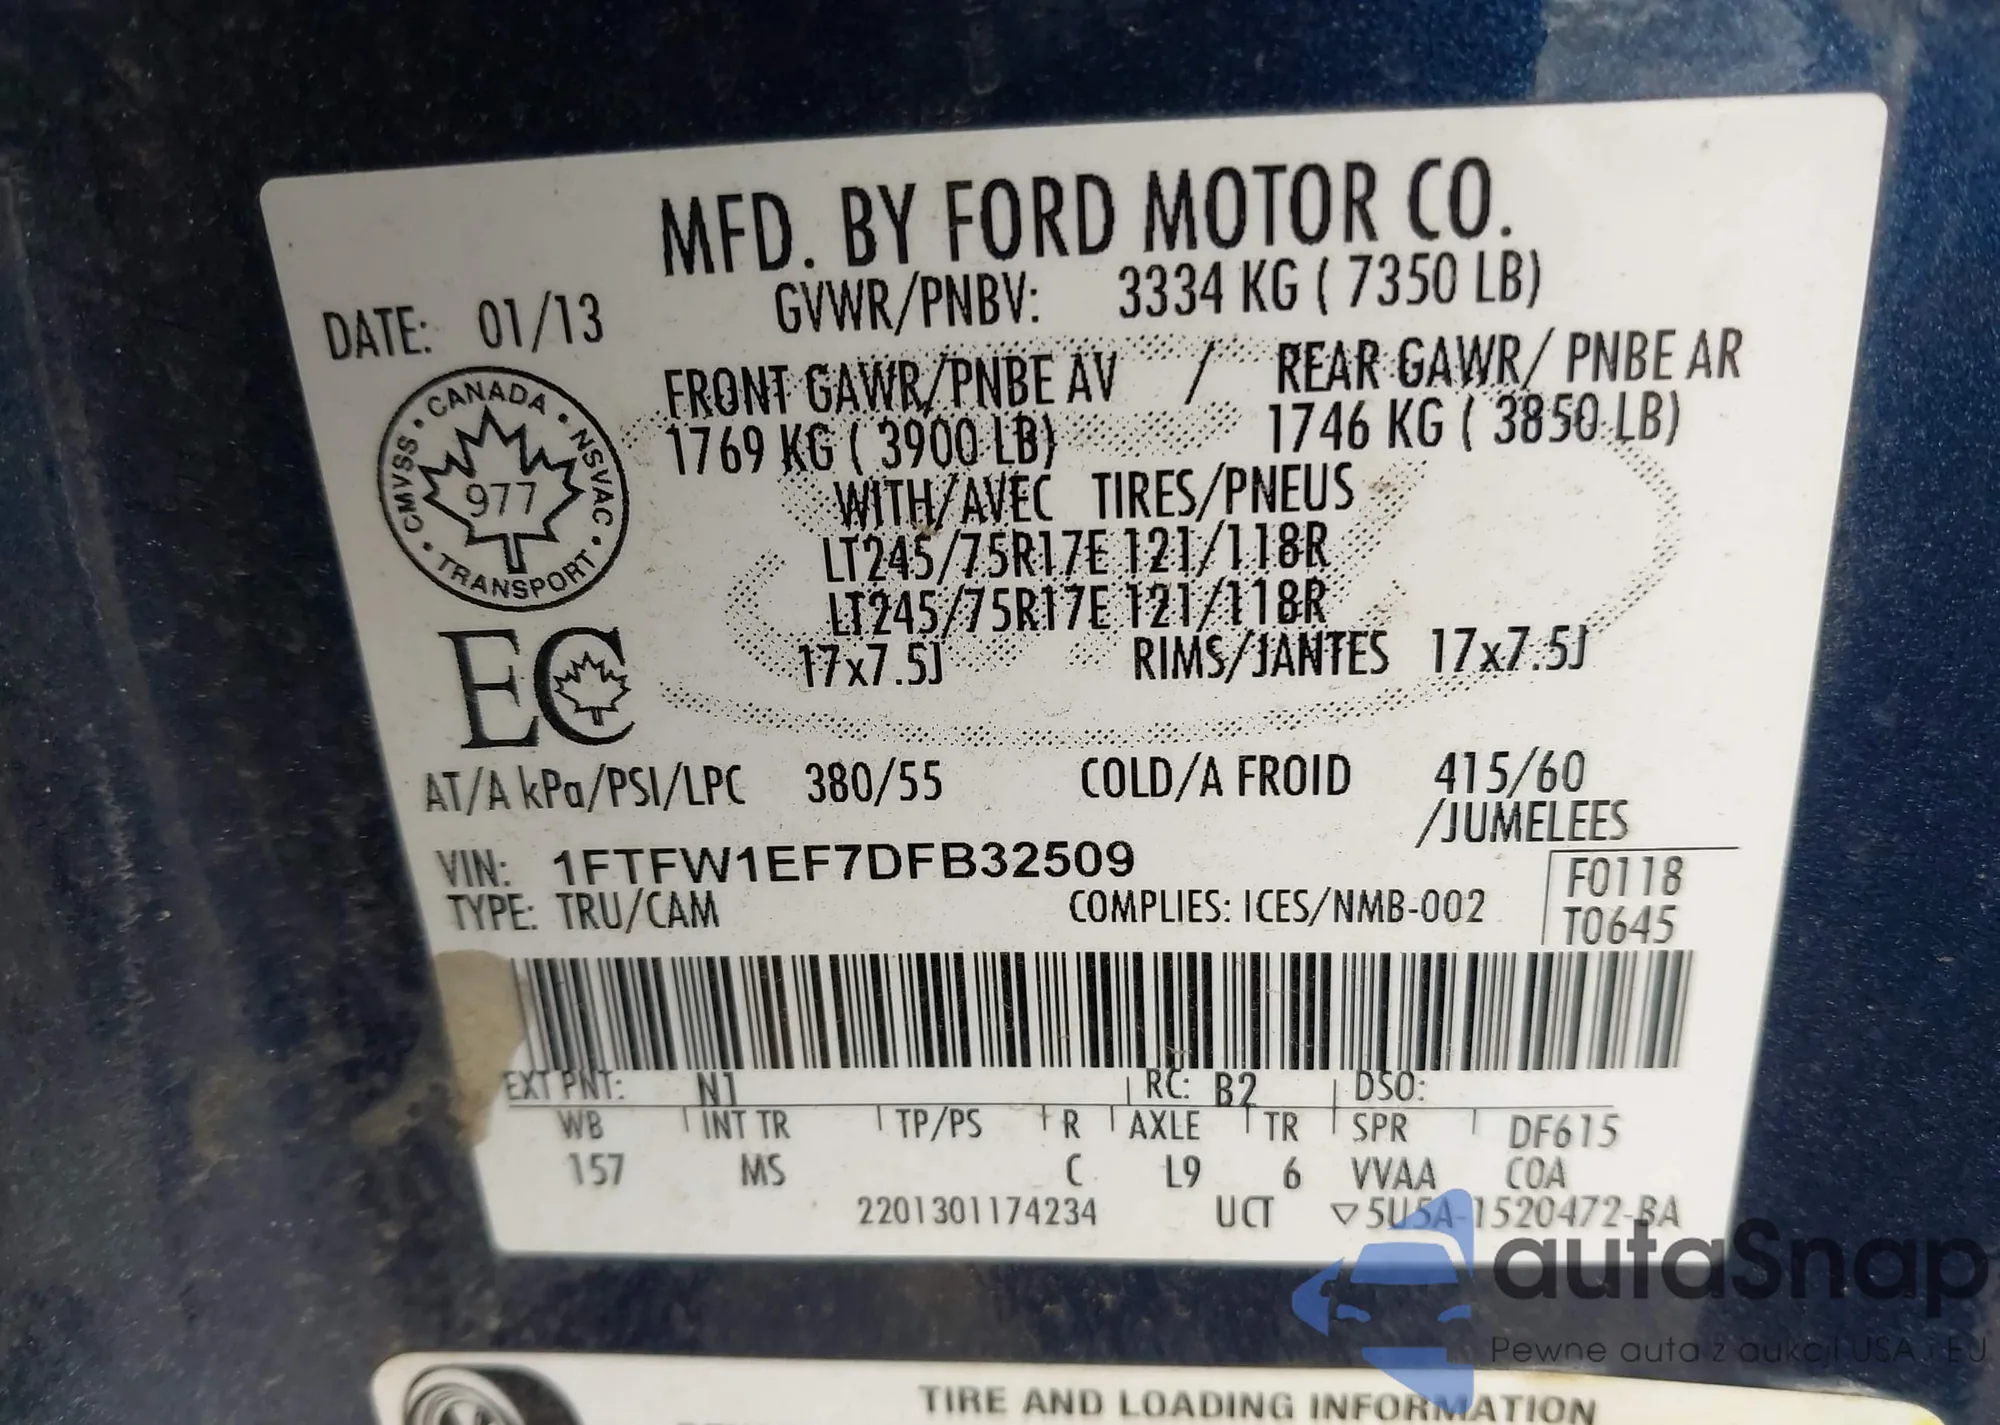 MFD. BY FORD MOTOR CO.
DATE: 01/13
GVWR/PNBV: 3334 KG ( 7350 LB)
FRONT GAWR/PNBE AV / REAR GAWR/ PNBE AR
1769 KG ( 3900 LB) 1746 KG ( 3850 LB)
WITH/AVEC TIRES/PNEUS
LT245/75R17E 121/118R
LT245/75R17E 121/118R
17x7.5J RIMS/JANTES 17x7.5J
CANADA • NSVAC • TRANSPORT • CMVSS •
977
EC
AT/A kPa/PSI/LPC 380/55 COLD/A FROID 415/60
/JUMELEES
VIN: 1FTFW1EF7DFB32509
F0118
TYPE: TRU/CAM COMPLIES: ICES/NMB-002
T0645
EXT PNT: N1 RC: B2 DSO:
WB INT TR TP/PS R AXLE TR SPR DF615
157 MS C L9 6 VVAA COA
2201301174234 UCT ▽5U5A-1520472-BA
autaSnap
Pewne auta z aukcji USA i EU
TIRE AND LOADING INFORMATION